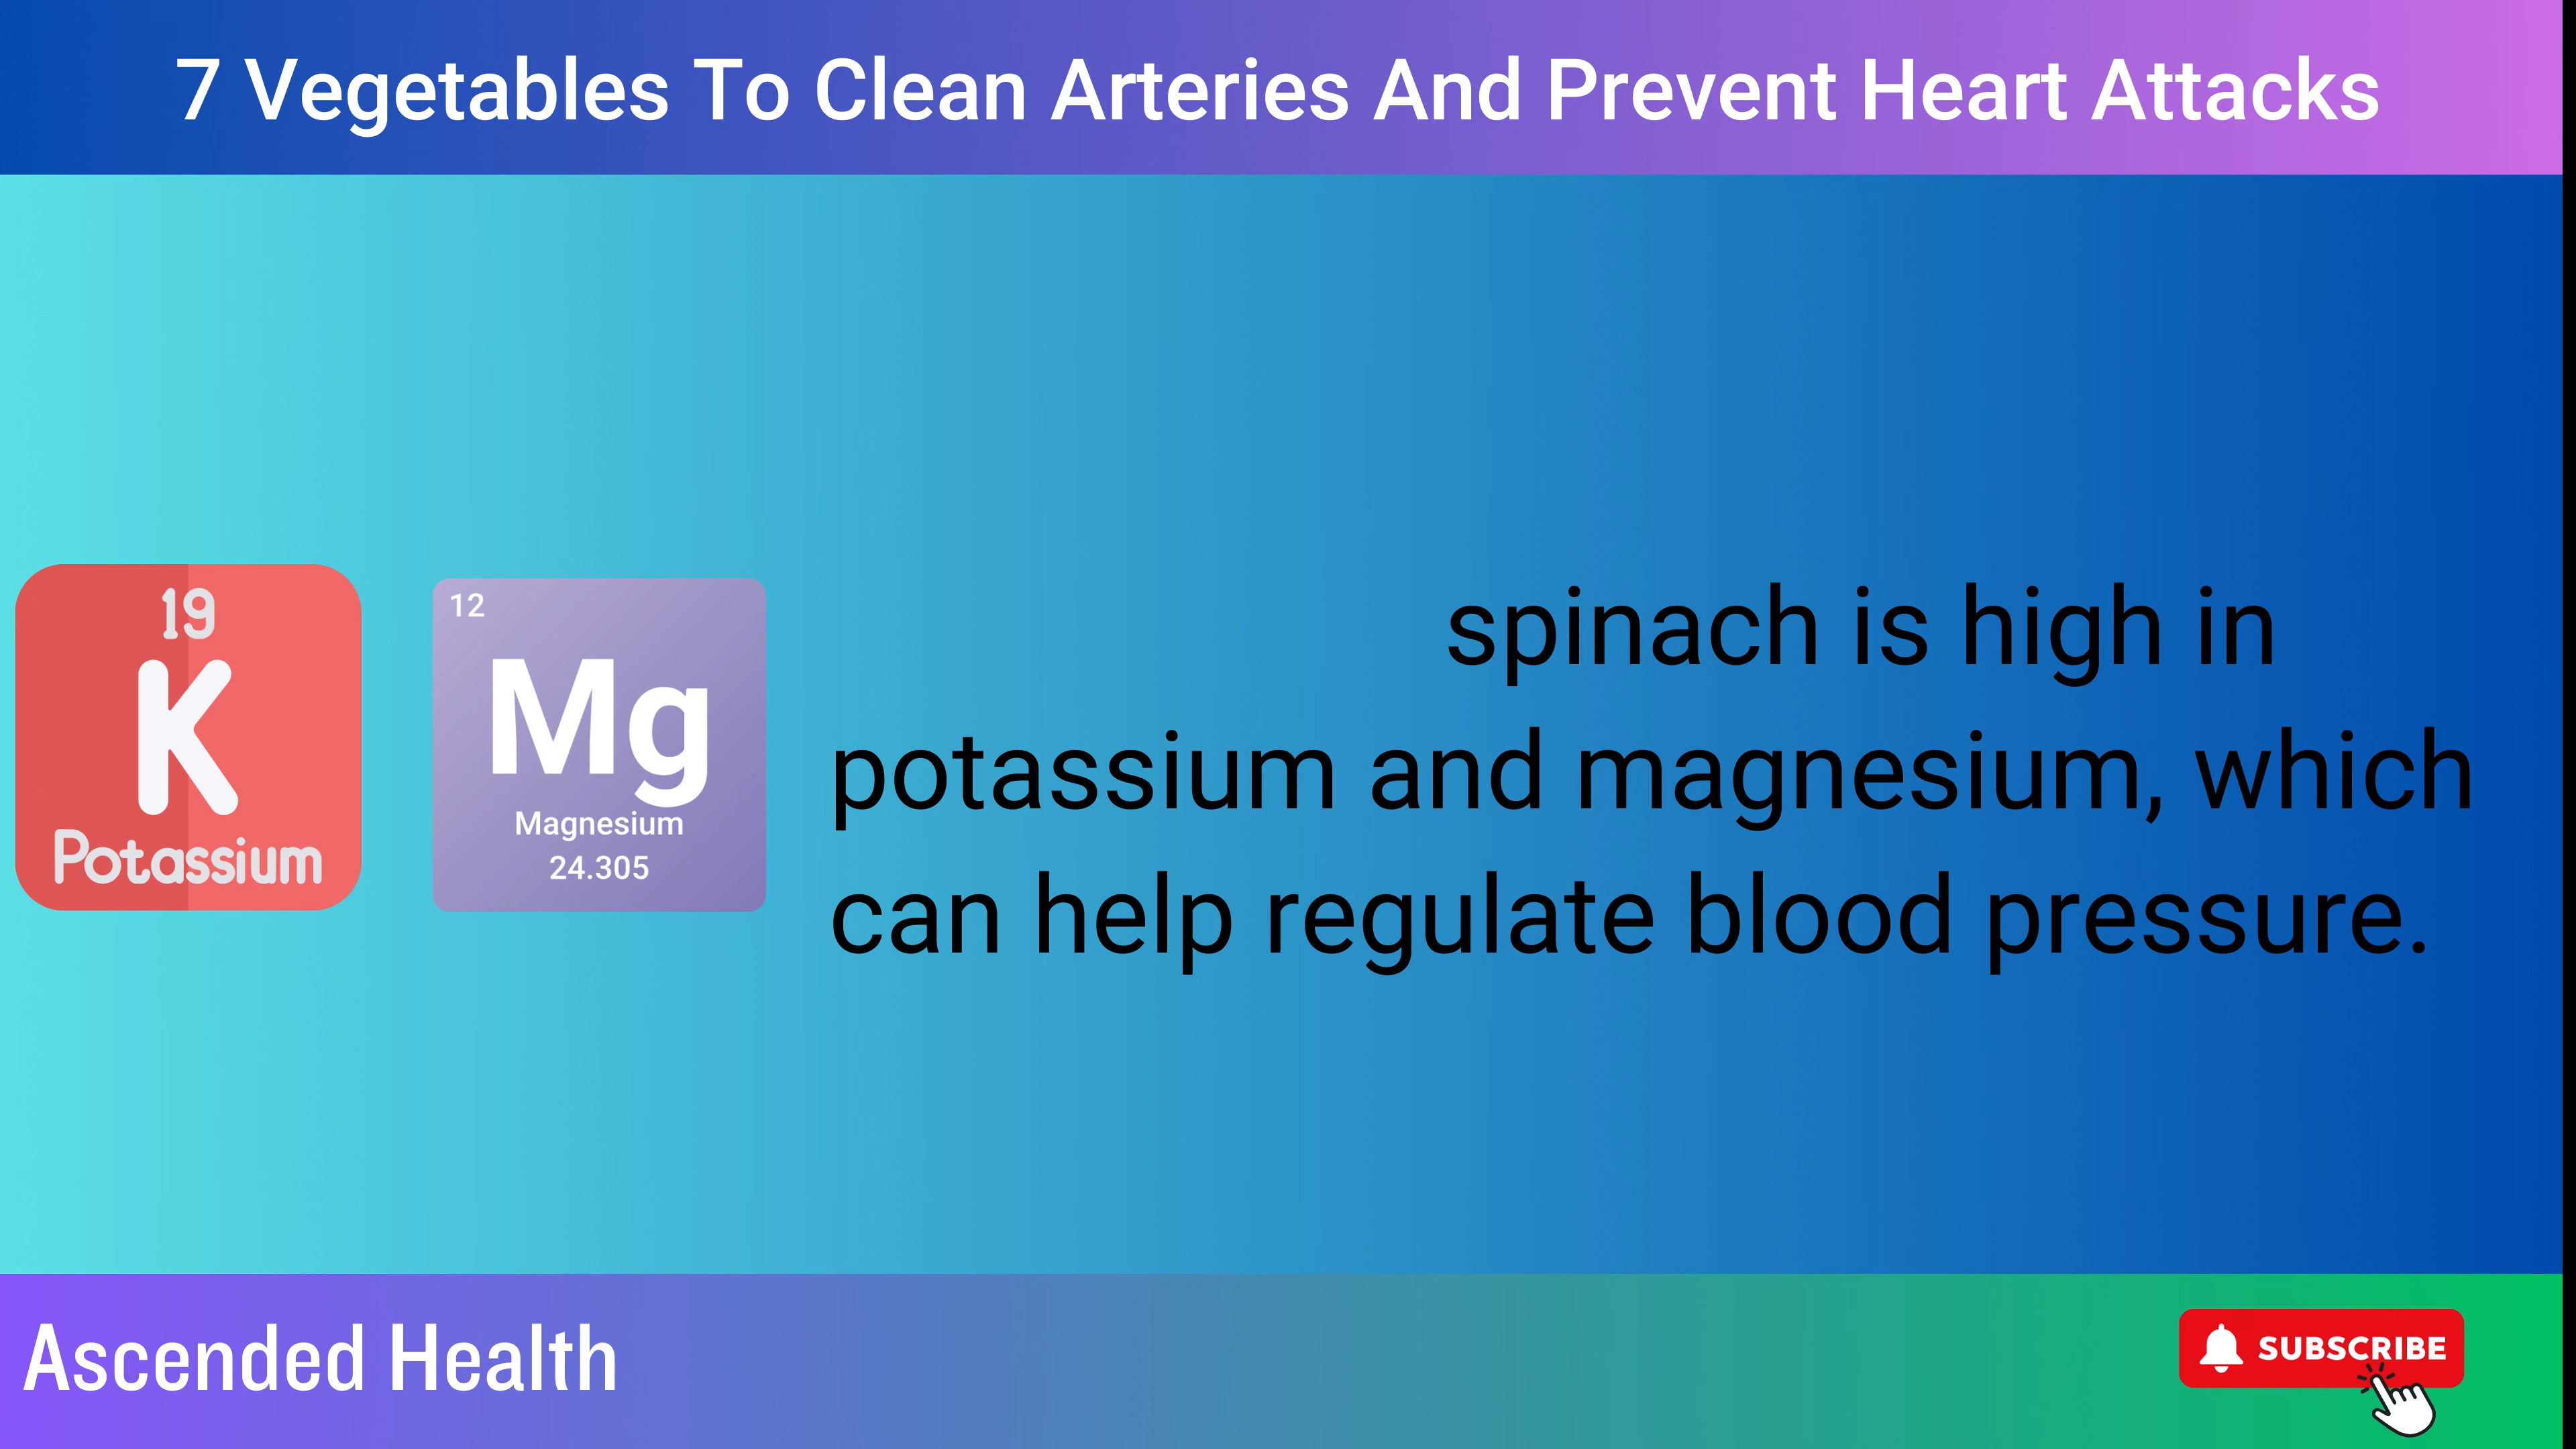 7 Vegetables To Clean Arteries And Prevent Heart Attacks
19
K
Potassium
12
Mg
Magnesium
24.305
spinach is high in
potassium and magnesium, which
can help regulate blood pressure.
Ascended Health
SUBSCRIBE